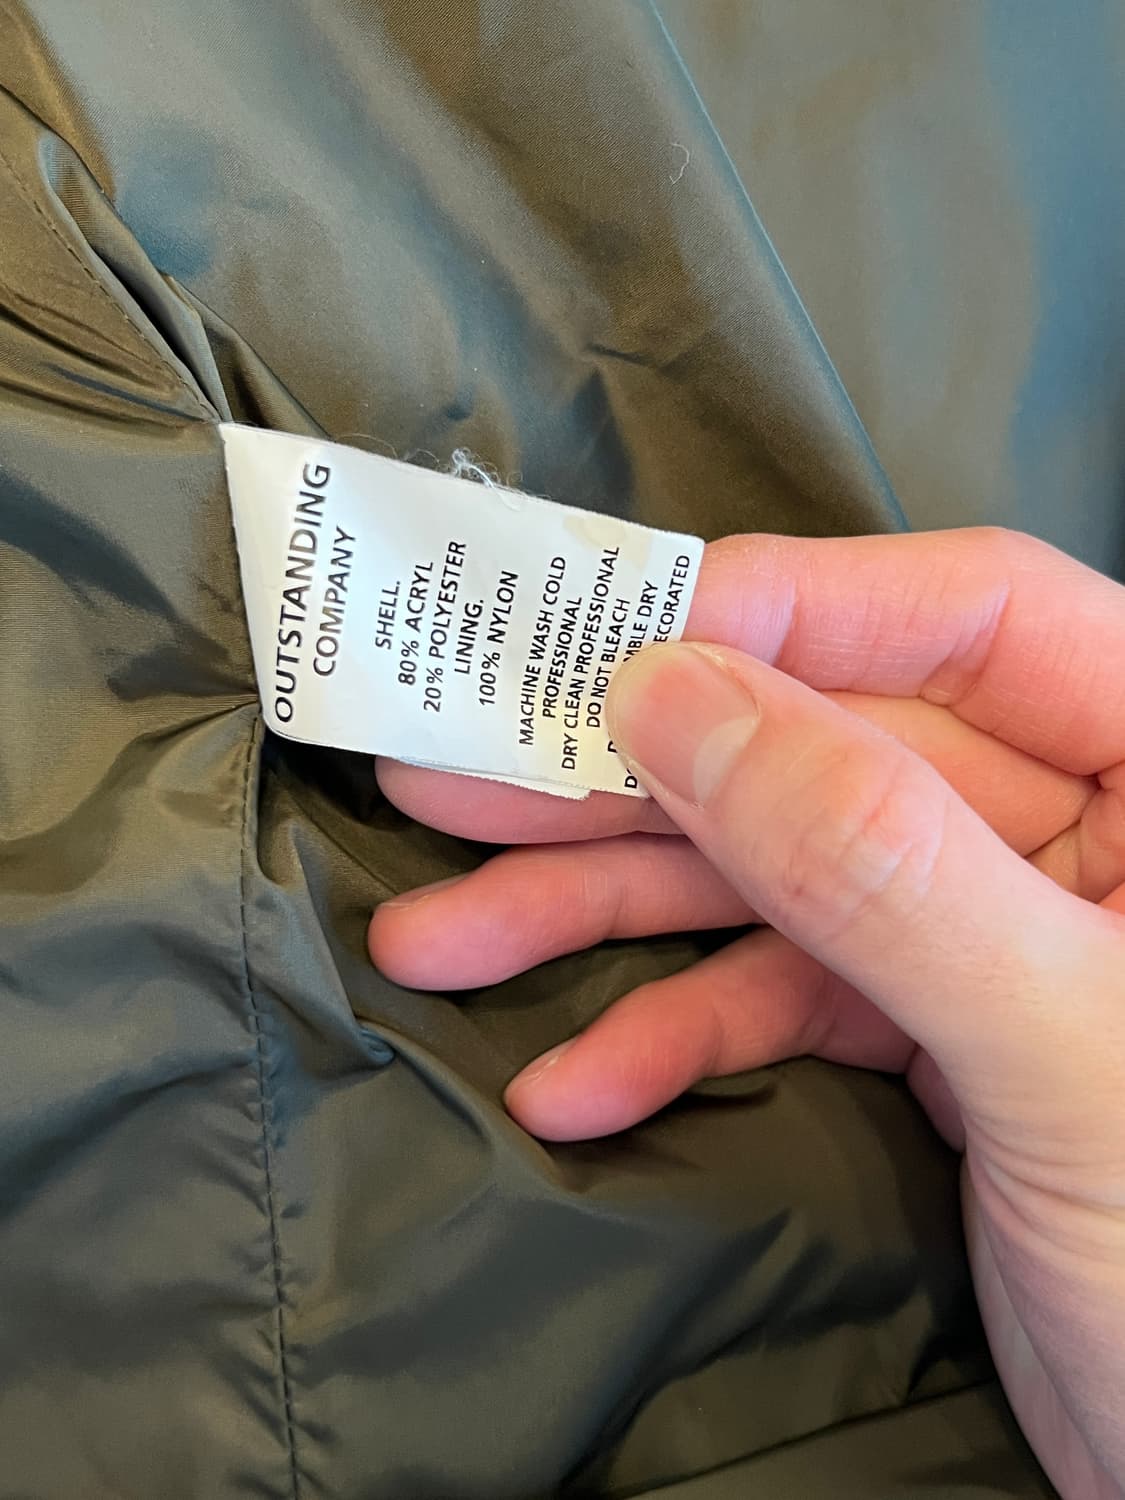 OUTSTANDING
COMPANY
SHELL.
80% ACRYL
20% POLYESTER
LINING.
100% NYLON
MACHINE WASH COLD
PROFESSIONAL
DRY CLEAN PROFESSIONAL
DO NOT BLEACH
DRY